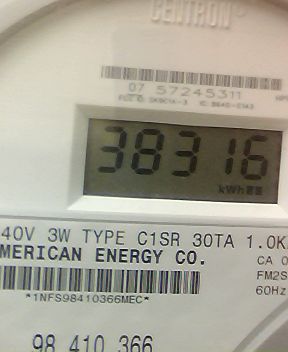 CENTRON®
07 57245311
38316
kWh
40V 3W TYPE C1SR 30TA 1.0K
MERICAN ENERGY CO.
CA 0
FM2S
60Hz
*1NFS98410366MEC*
98 410 366